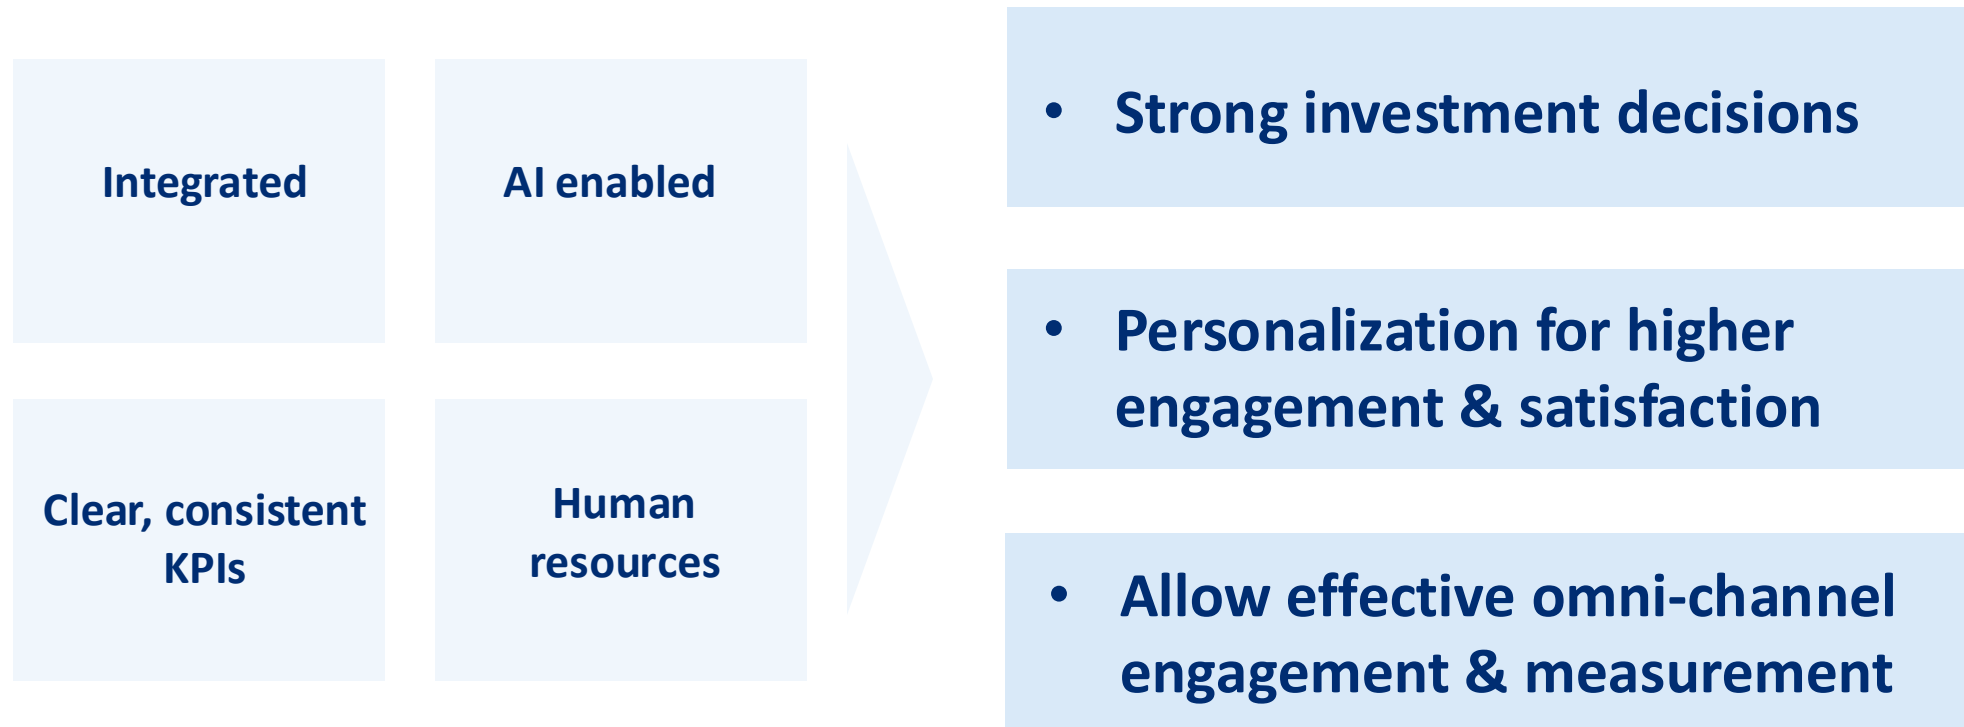 Integrated
AI enabled
Clear, consistent
KPIs
Human
resources
• Strong investment decisions
• Personalization for higher
engagement & satisfaction
• Allow effective omni-channel
engagement & measurement